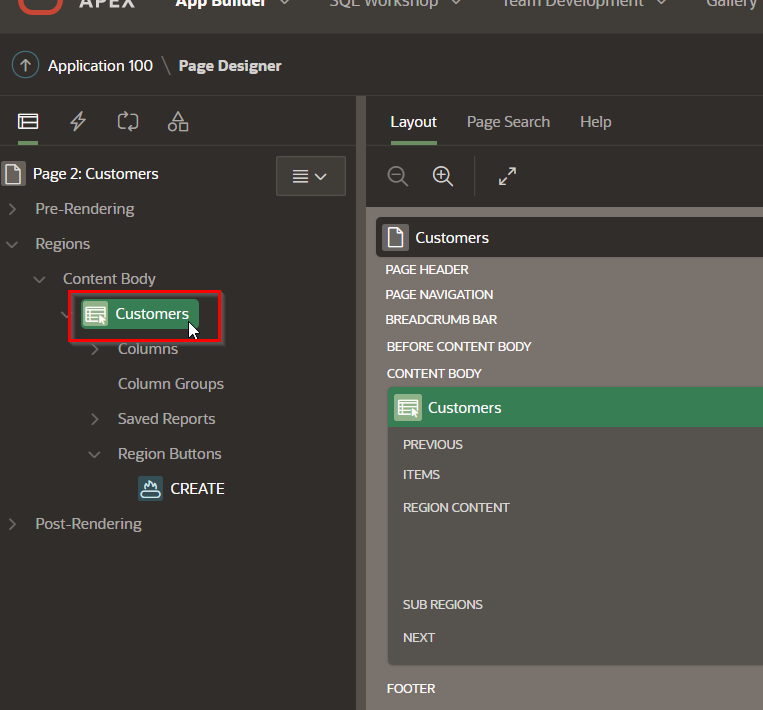 APEX App Builder SQL Workshop Team Development Gallery
Application 100 \ Page Designer
Layout Page Search Help
Page 2: Customers
Pre-Rendering
Regions
Content Body
Customers
Columns
Column Groups
Saved Reports
Region Buttons
CREATE
Post-Rendering
Customers
PAGE HEADER
PAGE NAVIGATION
BREADCRUMB BAR
BEFORE CONTENT BODY
CONTENT BODY
Customers
PREVIOUS
ITEMS
REGION CONTENT
SUB REGIONS
NEXT
FOOTER